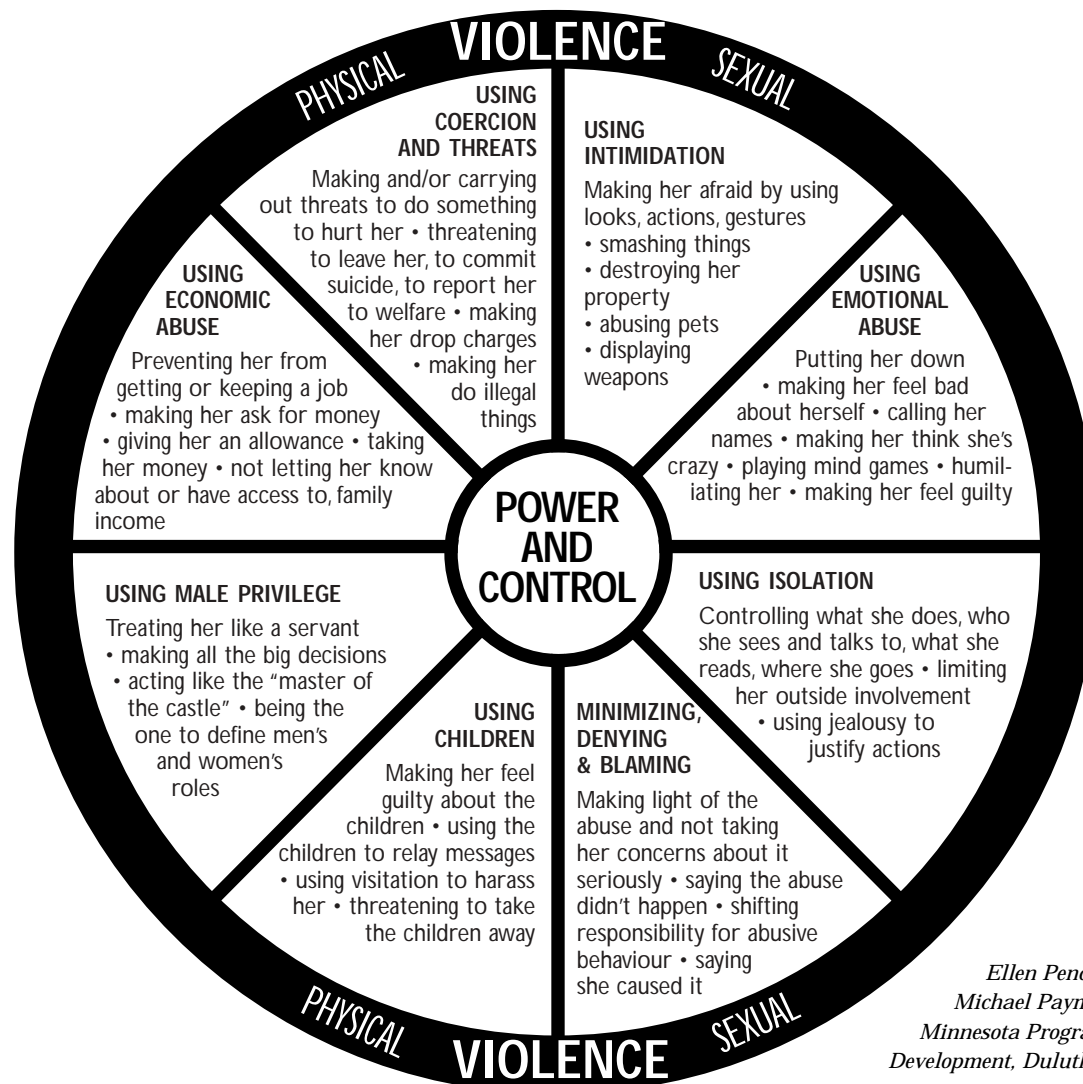 VIOLENCE
PHYSICAL
SEXUAL
USING
COERCION
AND THREATS
Making and/or carrying
out threats to do something
to hurt her • threatening
to leave her, to commit
suicide, to report her
to welfare • making
her drop charges
• making her
do illegal
things
USING
INTIMIDATION
Making her afraid by using
looks, actions, gestures
• smashing things
• destroying her
property
• abusing pets
• displaying
weapons
USING
EMOTIONAL
ABUSE
Putting her down
• making her feel bad
about herself • calling her
names • making her think she's
crazy • playing mind games • humil-
iating her • making her feel guilty
USING ISOLATION
Controlling what she does, who
she sees and talks to, what she
reads, where she goes • limiting
her outside involvement
• using jealousy to
justify actions
MINIMIZING,
DENYING
& BLAMING
Making light of the
abuse and not taking
her concerns about it
seriously • saying the abuse
didn't happen • shifting
responsibility for abusive
behaviour • saying
she caused it
USING
CHILDREN
Making her feel
guilty about the
children • using the
children to relay messages
• using visitation to harass
her • threatening to take
the children away
USING MALE PRIVILEGE
Treating her like a servant
• making all the big decisions
• acting like the "master of
the castle" • being the
one to define men's
and women's
roles
USING
ECONOMIC
ABUSE
Preventing her from
getting or keeping a job
• making her ask for money
• giving her an allowance • taking
her money • not letting her know
about or have access to, family
income
POWER
AND
CONTROL
PHYSICAL
SEXUAL
VIOLENCE
Ellen
Michael
Minnesota
Development,